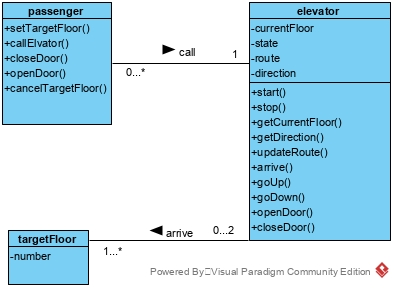 passenger
+setTargetFloor()
+callElvator()
+closeDoor()
+openDoor()
+cancelTargetFloor()
call
0...*
1
elevator
-currentFloor
-state
-route
-direction
+start()
+stop()
+getCurrentFloor()
+getDirection()
+updateRoute()
+arrive()
+goUp()
+goDown()
+openDoor()
+closeDoor()
targetFloor
-number
arrive
0...2
1...*
Powered By Visual Paradigm Community Edition